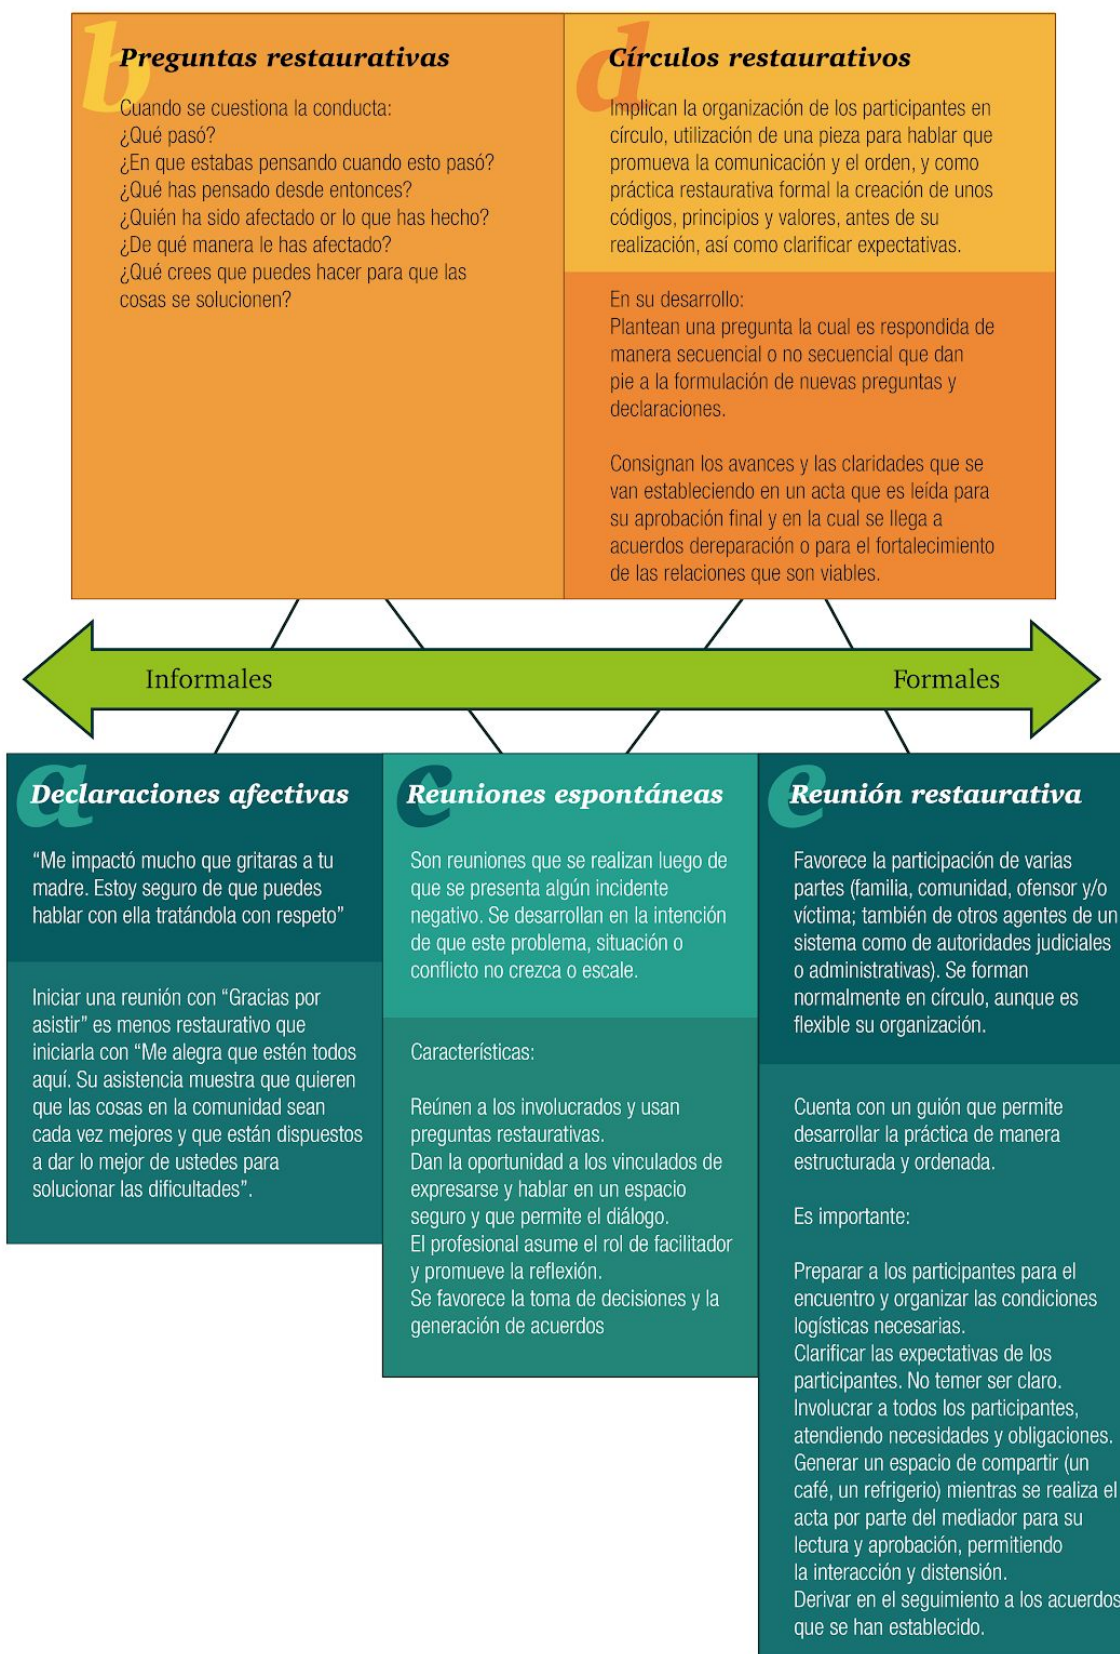 b
Preguntas restaurativas
Cuando se cuestiona la conducta:
¿Qué pasó?
¿En que estabas pensando cuando esto pasó?
¿Qué has pensado desde entonces?
¿Quién ha sido afectado or lo que has hecho?
¿De qué manera le has afectado?
¿Qué crees que puedes hacer para que las
cosas se solucionen?
d
Círculos restaurativos
Implican la organización de los participantes en
círculo, utilización de una pieza para hablar que
promueva la comunicación y el orden, y como
práctica restaurativa formal la creación de unos
códigos, principios y valores, antes de su
realización, así como clarificar expectativas.
En su desarrollo:
Plantean una pregunta la cual es respondida de
manera secuencial o no secuencial que dan
pie a la formulación de nuevas preguntas y
declaraciones.
Consignan los avances y las claridades que se
van estableciendo en un acta que es leída para
su aprobación final y en la cual se llega a
acuerdos dereparación o para el fortalecimiento
de las relaciones que son viables.
Informales
Formales
a
Declaraciones afectivas
“Me impactó mucho que gritaras a tu
madre. Estoy seguro de que puedes
hablar con ella tratándola con respeto”
Iniciar una reunión con “Gracias por
asistir” es menos restaurativo que
iniciarla con “Me alegra que estén todos
aquí. Su asistencia muestra que quieren
que las cosas en la comunidad sean
cada vez mejores y que están dispuestos
a dar lo mejor de ustedes para
solucionar las dificultades”.
c
Reuniones espontáneas
Son reuniones que se realizan luego de
que se presenta algún incidente
negativo. Se desarrollan en la intención
de que este problema, situación o
conflicto no crezca o escale.
Características:
Reúnen a los involucrados y usan
preguntas restaurativas.
Dan la oportunidad a los vinculados de
expresarse y hablar en un espacio
seguro y que permite el diálogo.
El profesional asume el rol de facilitador
y promueve la reflexión.
Se favorece la toma de decisiones y la
generación de acuerdos
e
Reunión restaurativa
Favorece la participación de varias
partes (familia, comunidad, ofensor y/o
víctima; también de otros agentes de un
sistema como de autoridades judiciales
o administrativas). Se forman
normalmente en círculo, aunque es
flexible su organización.
Cuenta con un guión que permite
desarrollar la práctica de manera
estructurada y ordenada.
Es importante:
Preparar a los participantes para el
encuentro y organizar las condiciones
logísticas necesarias.
Clarificar las expectativas de los
participantes. No temer ser claro.
Involucrar a todos los participantes,
atendiendo necesidades y obligaciones.
Generar un espacio de compartir (un
café, un refrigerio) mientras se realiza el
acta por parte del mediador para su
lectura y aprobación, permitiendo
la interacción y distensión.
Derivar en el seguimiento a los acuerdos
que se han establecido.